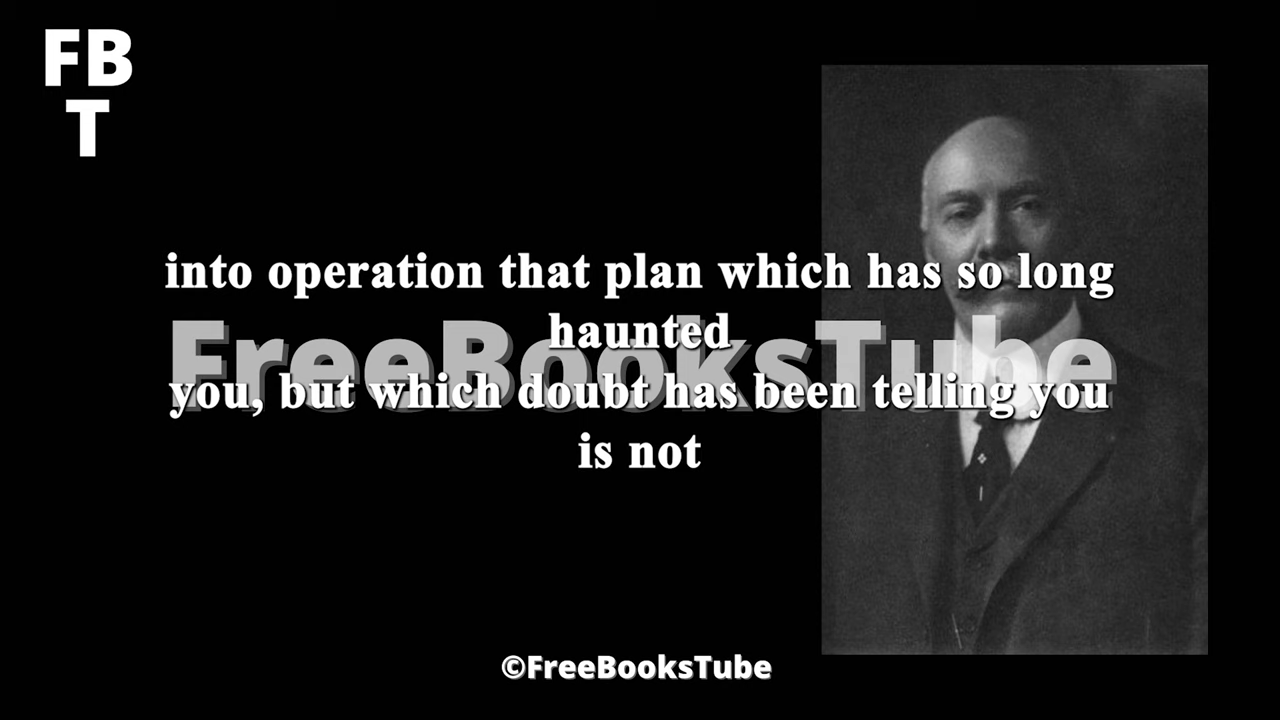 FB
T
into operation that plan which has so long
haunted
FreeBooksTube
you, but which doubt has been telling you
is not
©FreeBooksTube